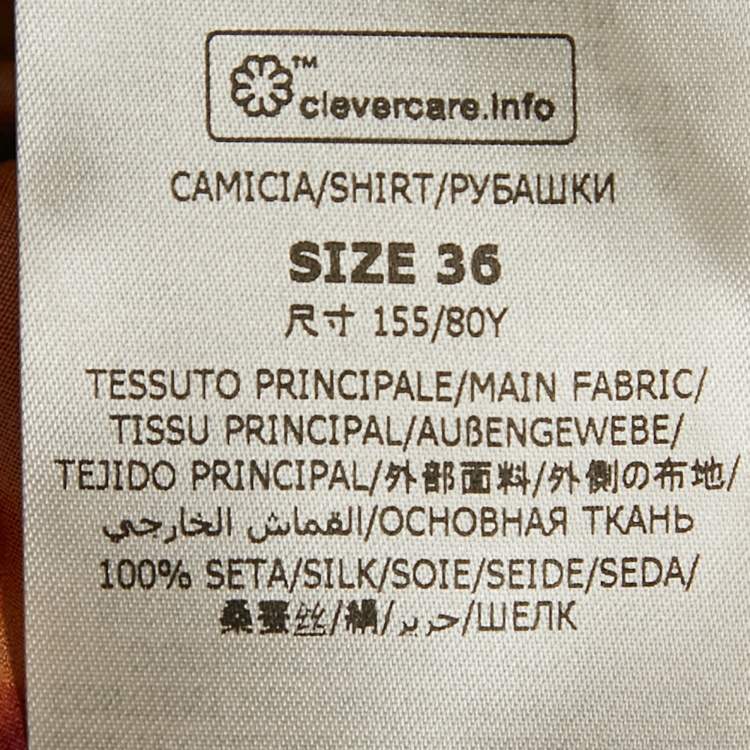 ™
clevercare.info
CAMICIA/SHIRT/РУБАШКИ
SIZE 36
尺寸 155/80Y
TESSUTO PRINCIPALE/MAIN FABRIC/
TISSU PRINCIPAL/AUßENGEWEBE/
TEJIDO PRINCIPAL/外部面料/外側の布地/
القماش الخارجي/ОСНОВНАЯ ТКАНЬ
100% SETA/SILK/SOIE/SEIDE/SEDA/
桑蚕丝/絹/حرير/ШЕЛК